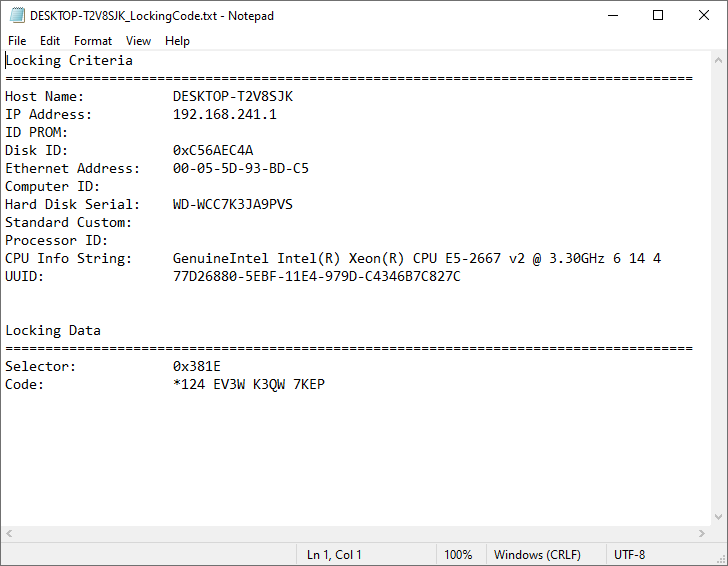 DESKTOP-T2V8SJK_LockingCode.txt - Notepad
File Edit Format View Help
Locking Criteria
======================================================================================
Host Name: DESKTOP-T2V8SJK
IP Address: 192.168.241.1
ID PROM:
Disk ID: 0xC56AEC4A
Ethernet Address: 00-05-5D-93-BD-C5
Computer ID:
Hard Disk Serial: WD-WCC7K3JA9PVS
Standard Custom:
Processor ID:
CPU Info String: GenuineIntel Intel(R) Xeon(R) CPU E5-2667 v2 @ 3.30GHz 6 14 4
UUID: 77D26880-5EBF-11E4-979D-C4346B7C827C
Locking Data
======================================================================================
Selector: 0x381E
Code: *124 EV3W K3QW 7KEP
Ln 1, Col 1 100% Windows (CRLF) UTF-8